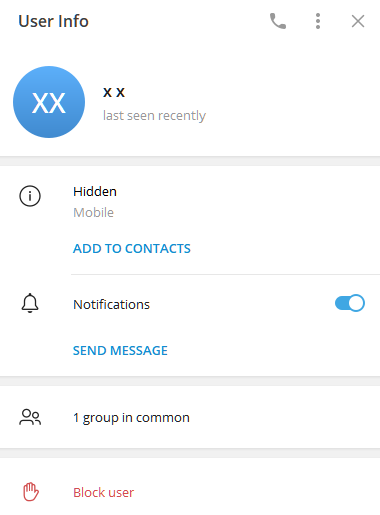 User Info
XX
x x
last seen recently
Hidden
Mobile
ADD TO CONTACTS
Notifications
SEND MESSAGE
1 group in common
Block user